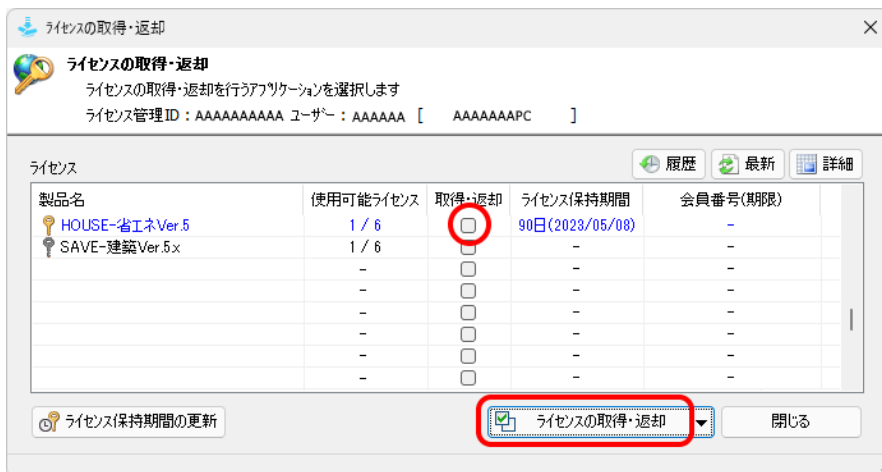 ライセンスの取得・返却
ライセンスの取得・返却
ライセンスの取得・返却を行うアプリケーションを選択します
ライセンス管理ID：AAAAAAAAAA ユーザー：AAAAAA [ AAAAAAAPC ]
ライセンス 履歴 最新 詳細
製品名 使用可能ライセンス 取得・返却 ライセンス保持期間 会員番号(期限)
HOUSE-省エネVer.5 1 / 6 90日(2023/05/08) -
SAVE-建築Ver.5.x 1 / 6 - -
- - -
- - -
- - -
- - -
- - -
- - -
ライセンス保持期間の更新 ライセンスの取得・返却 閉じる